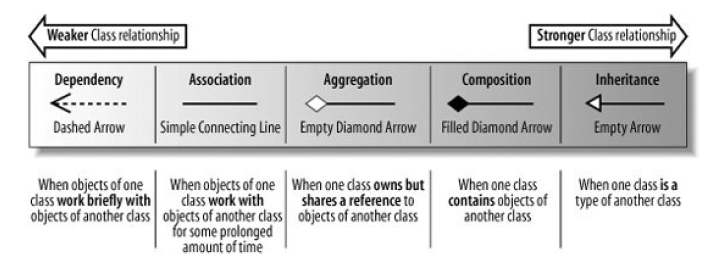 Weaker Class relationship
Stronger Class relationship
Dependency
Dashed Arrow
Association
Simple Connecting Line
Aggregation
Empty Diamond Arrow
Composition
Filled Diamond Arrow
Inheritance
Empty Arrow
When objects of one
class work briefly with
objects of another class
When objects of one
class work with
objects of another class
for some prolonged
amount of time
When one class owns but
shares a reference to
objects of another class
When one class
contains objects of
another class
When one class is a
type of another class